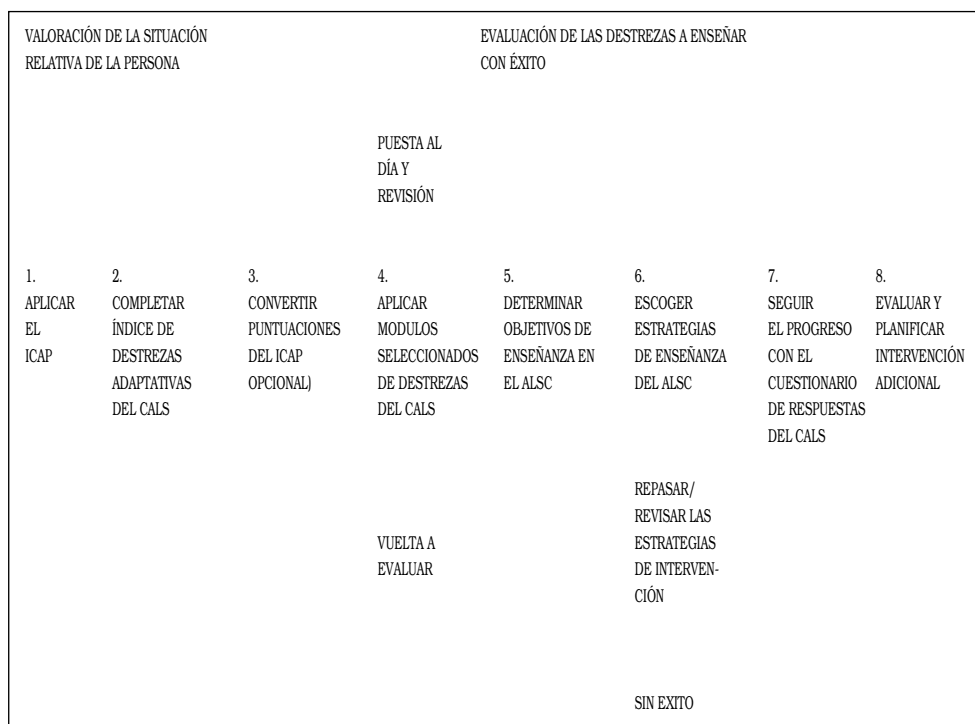 VALORACIÓN DE LA SITUACIÓN
RELATIVA DE LA PERSONA
EVALUACIÓN DE LAS DESTREZAS A ENSEÑAR
CON ÉXITO
PUESTA AL
DÍA Y
REVISIÓN
1.
APLICAR
EL
ICAP
2.
COMPLETAR
ÍNDICE DE
DESTREZAS
ADAPTATIVAS
DEL CALS
3.
CONVERTIR
PUNTUACIONES
DEL ICAP
OPCIONAL)
4.
APLICAR
MODULOS
SELECCIONADOS
DE DESTREZAS
DEL CALS
5.
DETERMINAR
OBJETIVOS DE
ENSEÑANZA EN
EL ALSC
6.
ESCOGER
ESTRATEGIAS
DE ENSEÑANZA
DEL ALSC
7.
SEGUIR
EL PROGRESO
CON EL
CUESTIONARIO
DE RESPUESTAS
DEL CALS
8.
EVALUAR Y
PLANIFICAR
INTERVENCIÓN
ADICIONAL
VUELTA A
EVALUAR
REPASAR/
REVISAR LAS
ESTRATEGIAS
DE INTERVEN-
CIÓN
SIN EXITO